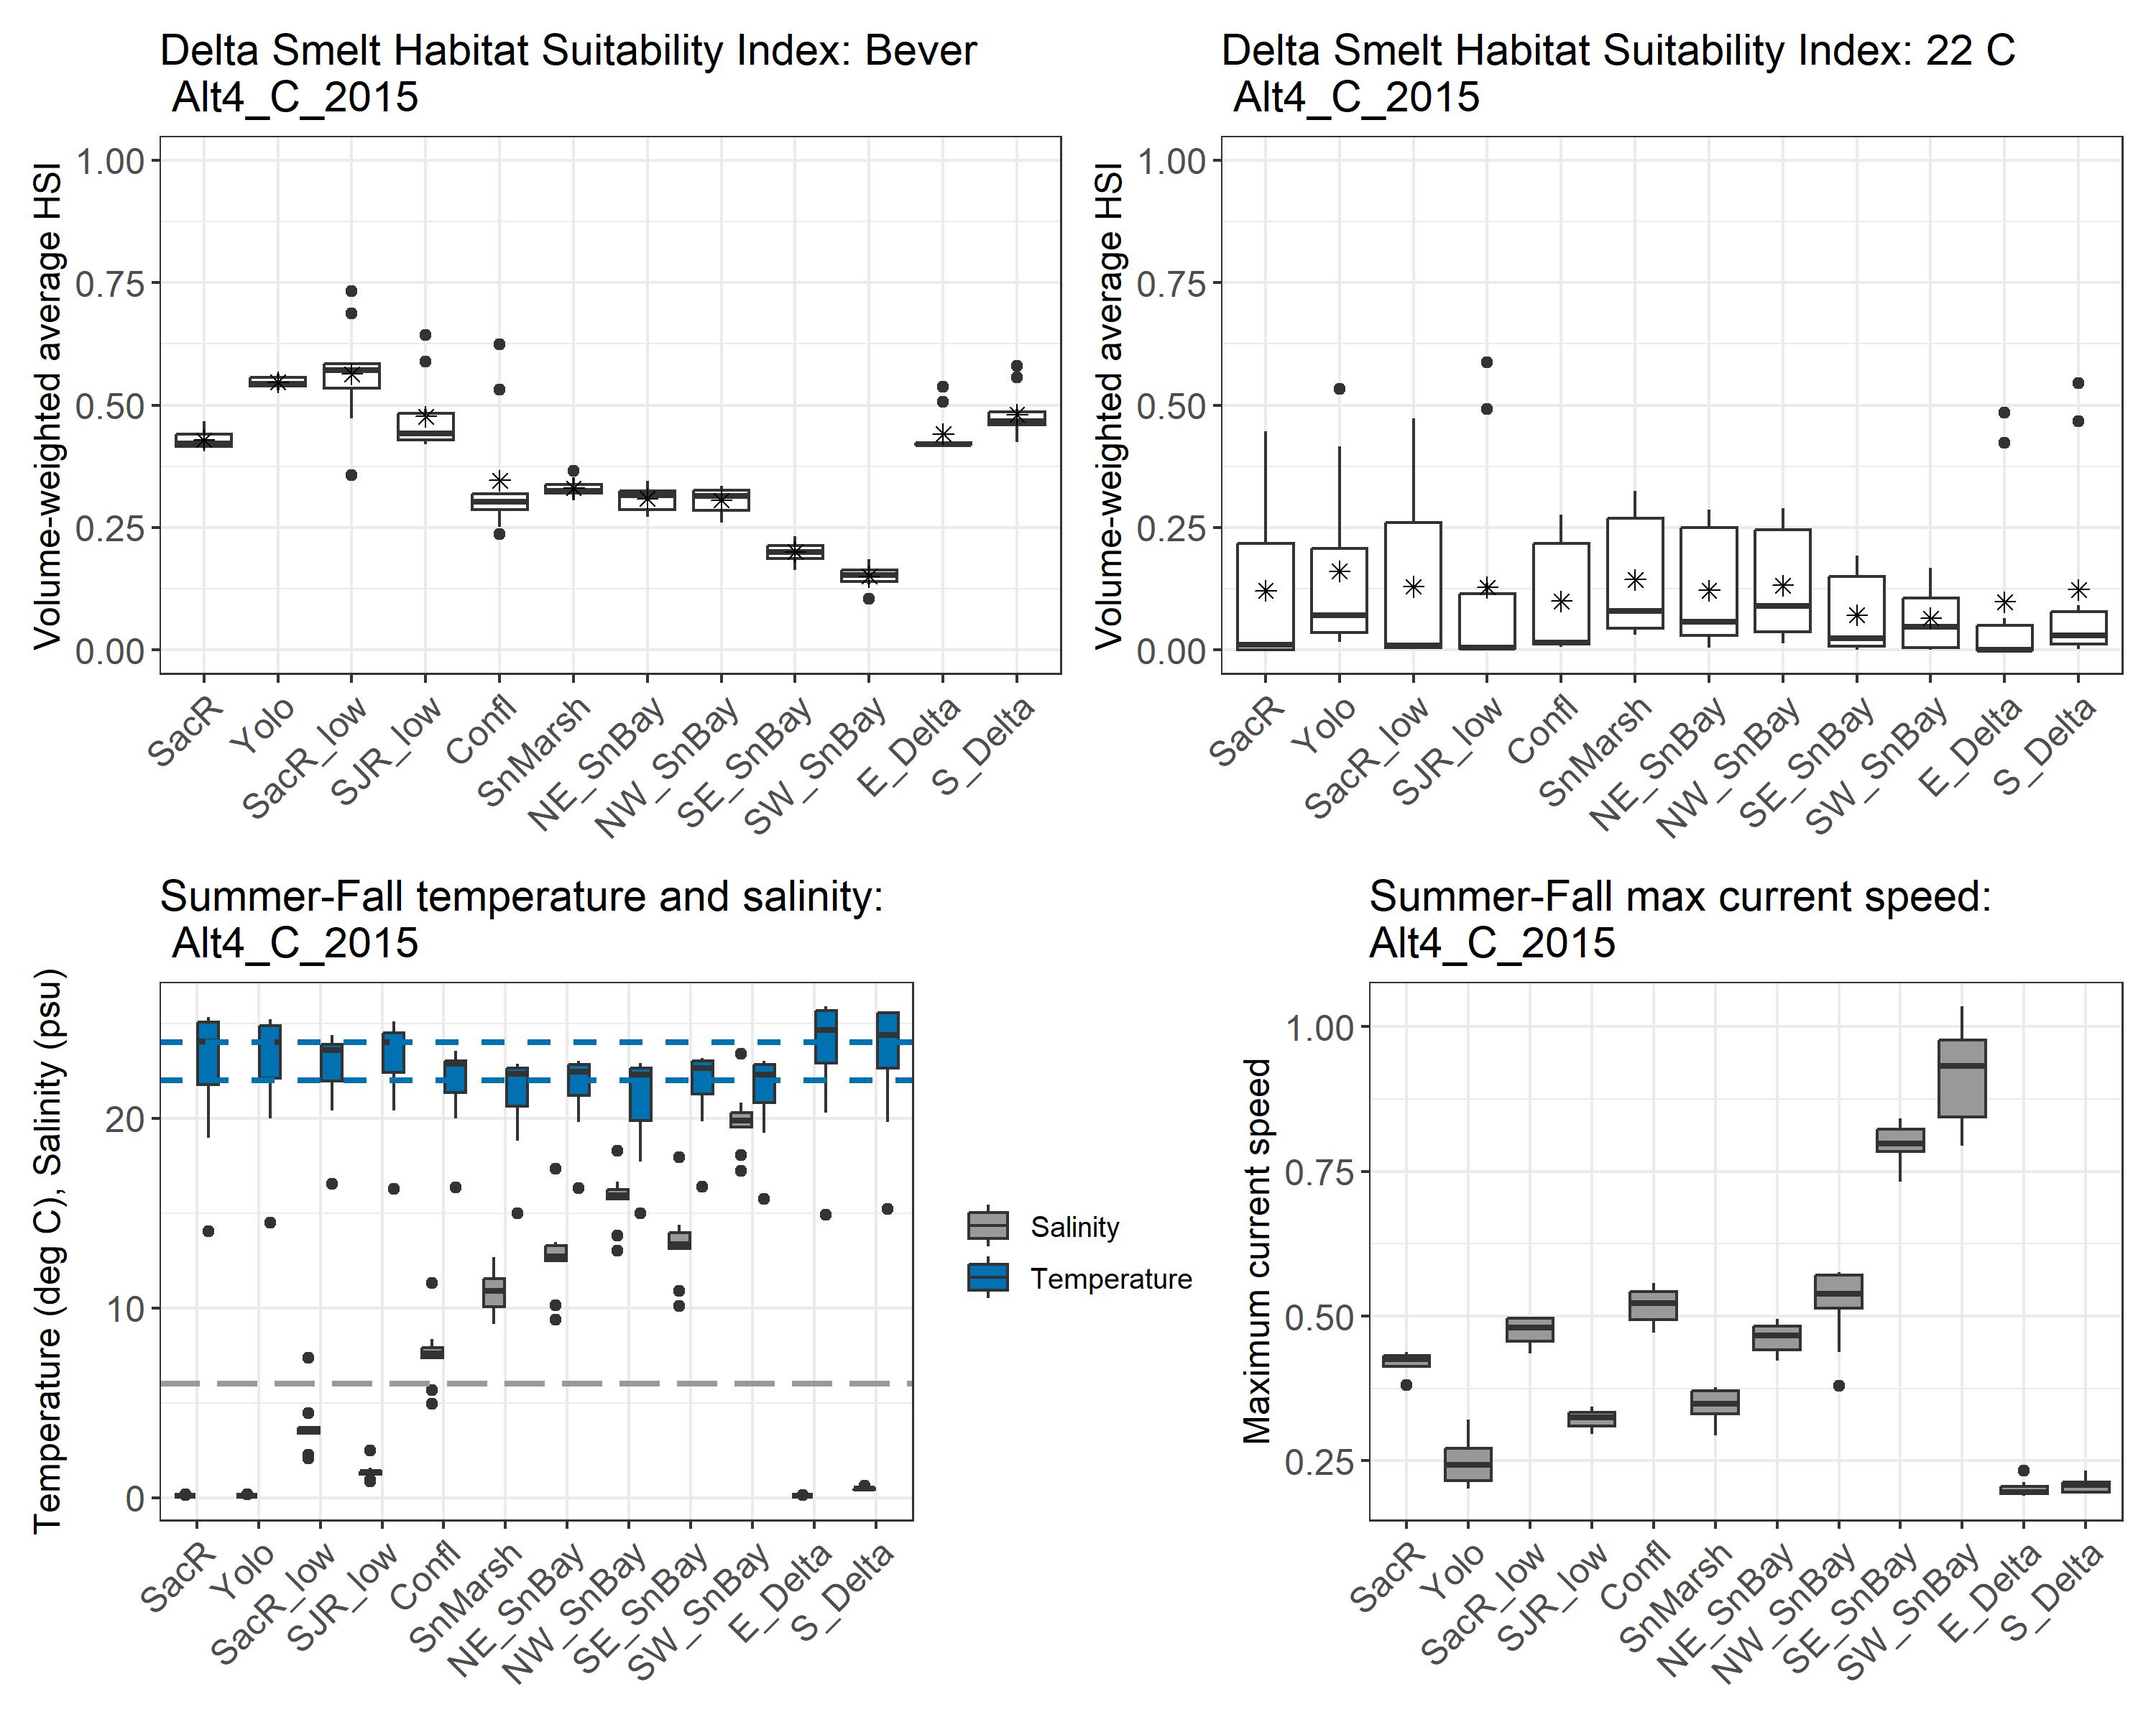 Delta Smelt Habitat Suitability Index: Bever
Alt4_C_2015
Volume-weighted average HSI
1.00
0.75
0.50
0.25
0.00
SacR
Yolo
SacR_low
SJR_low
Confl
SnMarsh
NE_SnBay
NW_SnBay
SE_SnBay
SW_SnBay
E_Delta
S_Delta
Delta Smelt Habitat Suitability Index: 22 C
Alt4_C_2015
Volume-weighted average HSI
1.00
0.75
0.50
0.25
0.00
SacR
Yolo
SacR_low
SJR_low
Confl
SnMarsh
NE_SnBay
NW_SnBay
SE_SnBay
SW_SnBay
E_Delta
S_Delta
Summer-Fall temperature and salinity:
Alt4_C_2015
Temperature (deg C), Salinity (psu)
20
10
0
SacR
Yolo
SacR_low
SJR_low
Confl
SnMarsh
NE_SnBay
NW_SnBay
SE_SnBay
SW_SnBay
E_Delta
S_Delta
Salinity
Temperature
Summer-Fall max current speed:
Alt4_C_2015
Maximum current speed
1.00
0.75
0.50
0.25
SacR
Yolo
SacR_low
SJR_low
Confl
SnMarsh
NE_SnBay
NW_SnBay
SE_SnBay
SW_SnBay
E_Delta
S_Delta